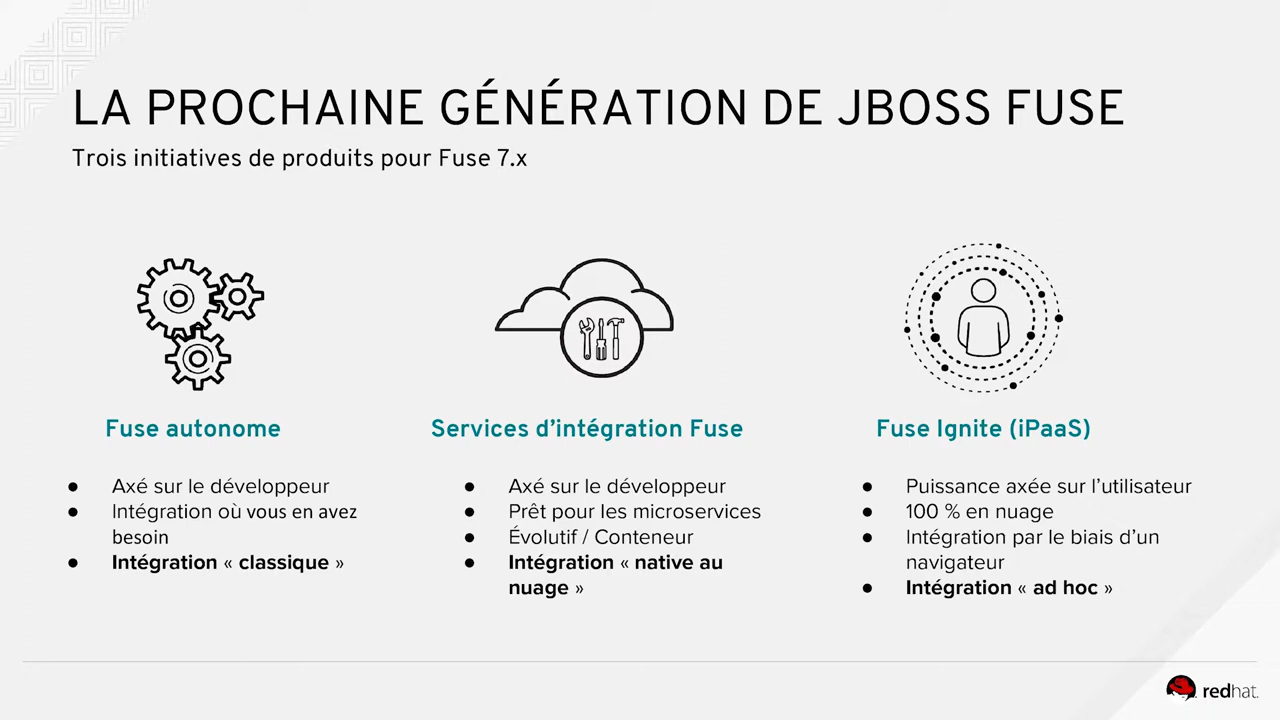 LA PROCHAINE GÉNÉRATION DE JBOSS FUSE
Trois initiatives de produits pour Fuse 7.x
Fuse autonome
● Axé sur le développeur
● Intégration où vous en avez
besoin
● Intégration « classique »
Services d’intégration Fuse
● Axé sur le développeur
● Prêt pour les microservices
● Évolutif / Conteneur
● Intégration « native au
nuage »
Fuse Ignite (iPaaS)
● Puissance axée sur l’utilisateur
● 100 % en nuage
● Intégration par le biais d’un
navigateur
● Intégration « ad hoc »
redhat.